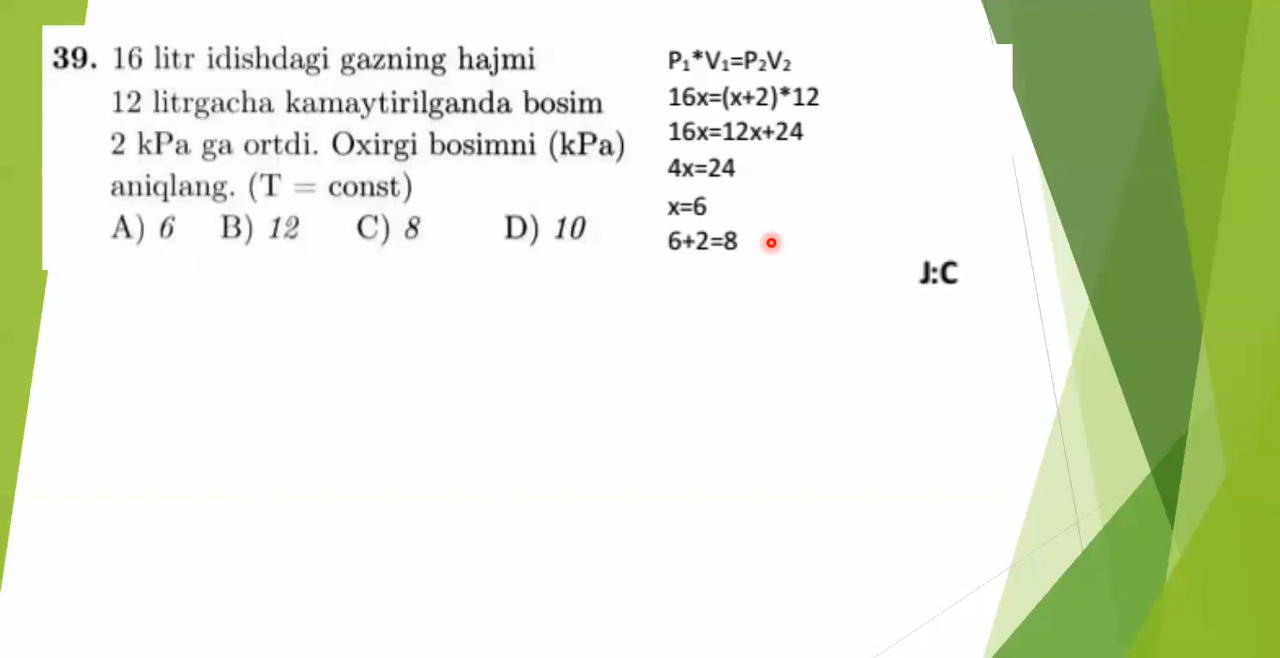 39. 16 litr idishdagi gazning hajmi
12 litrgacha kamaytirilganda bosim
2 kPa ga ortdi. Oxirgi bosimni (kPa)
aniqlang. (T = const)
A) 6 B) 12 C) 8 D) 10
P₁*V₁=P₂V₂
16x=(x+2)*12
16x=12x+24
4x=24
x=6
6+2=8
J:C